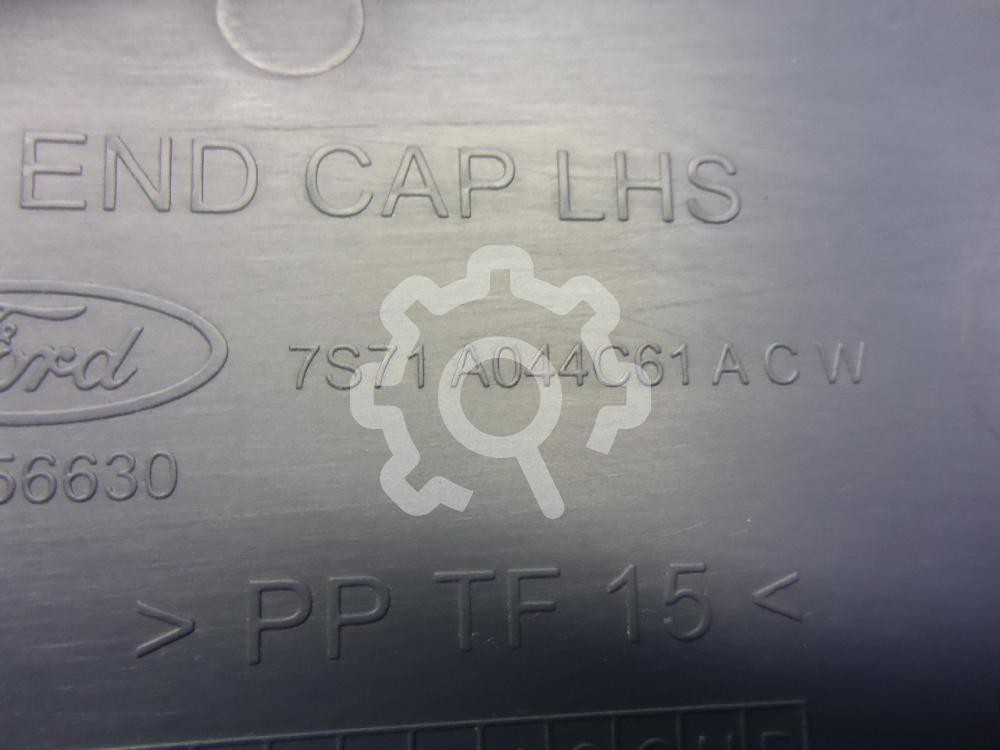 END CAP LHS
Ford
7S71 A044C61 A C W
56630
> PP TF 15 <